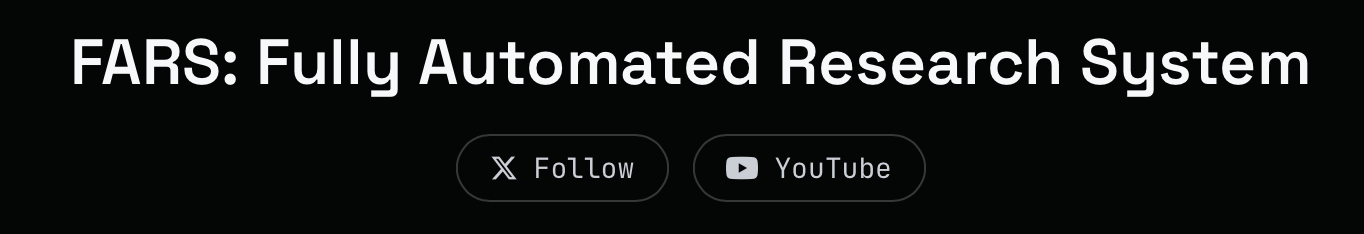 FARS: Fully Automated Research System
Follow
YouTube